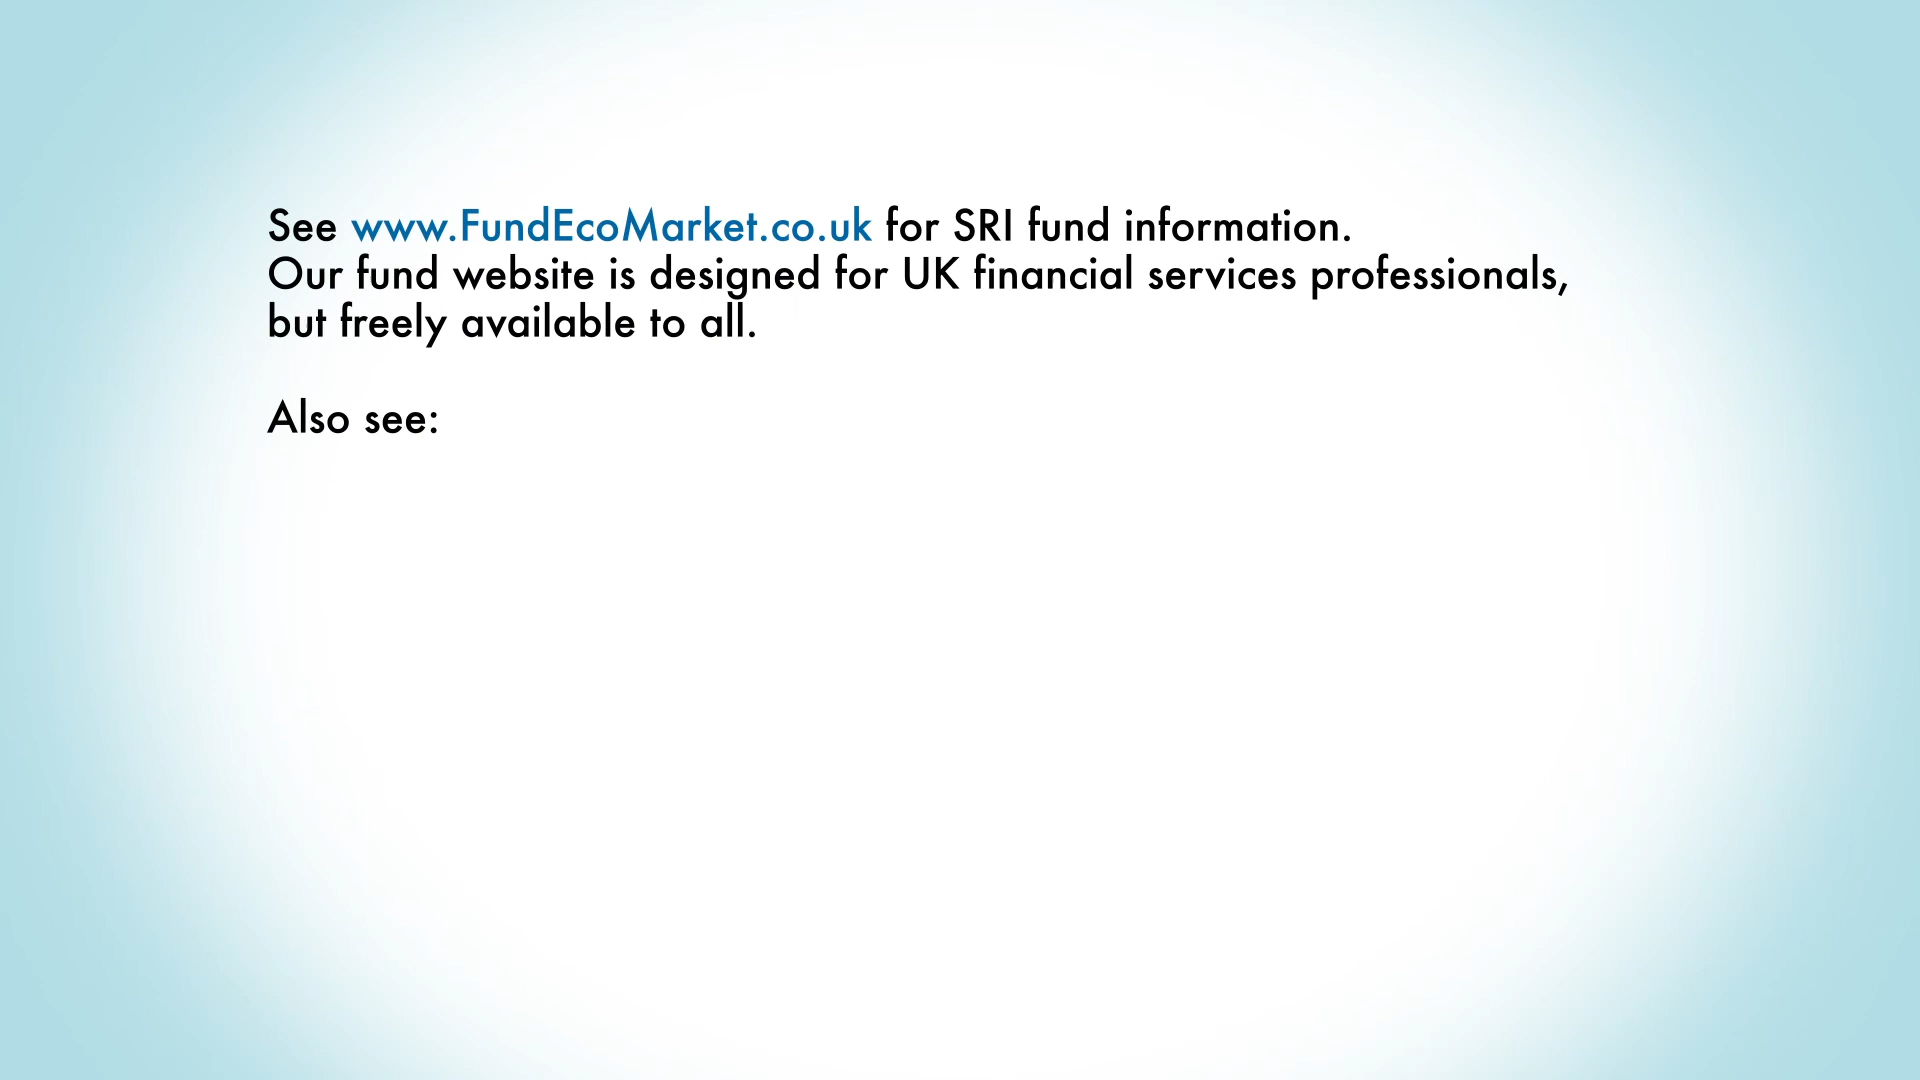 See www.FundEcoMarket.co.uk for SRI fund information.
Our fund website is designed for UK financial services professionals,
but freely available to all.
Also see: